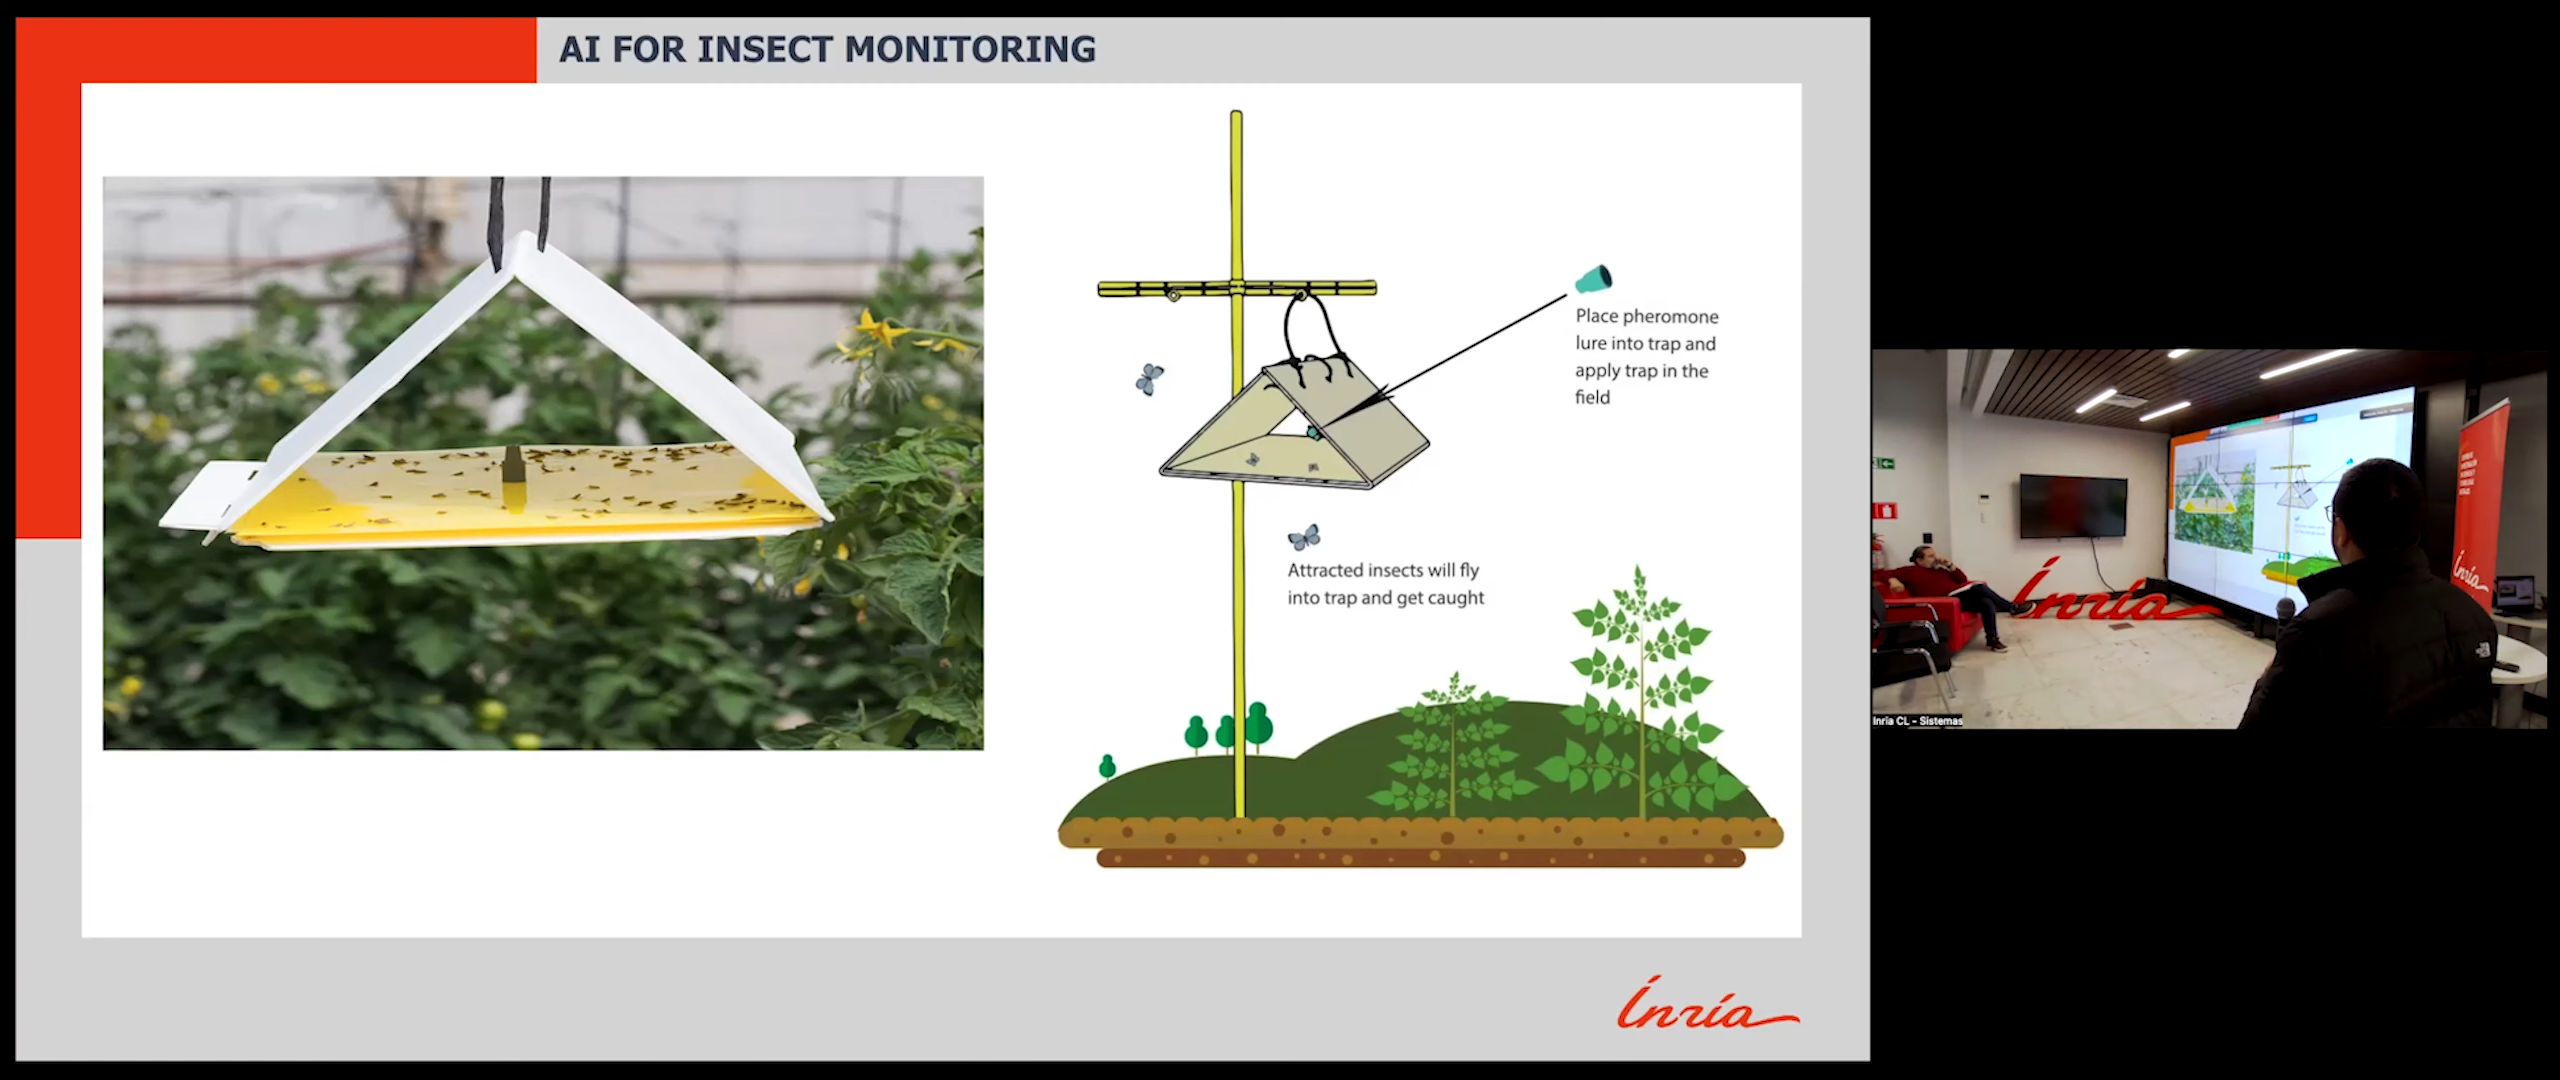 AI FOR INSECT MONITORING
Place pheromone
lure into trap and
apply trap in the
field
Attracted insects will fly
into trap and get caught
Inria
Inria
Inria
Inria CL - Sistemas